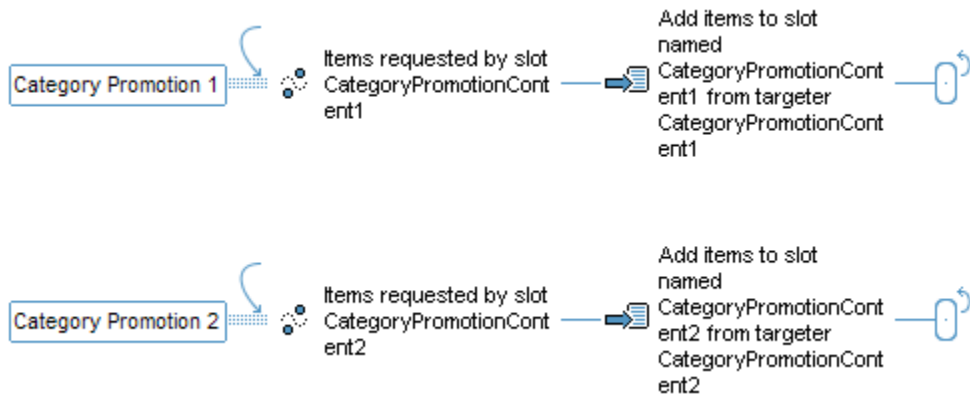 Category Promotion 1
Items requested by slot
CategoryPromotionCont
ent1
Add items to slot
named
CategoryPromotionCont
ent1 from targeter
CategoryPromotionCont
ent1
Category Promotion 2
Items requested by slot
CategoryPromotionCont
ent2
Add items to slot
named
CategoryPromotionCont
ent2 from targeter
CategoryPromotionCont
ent2